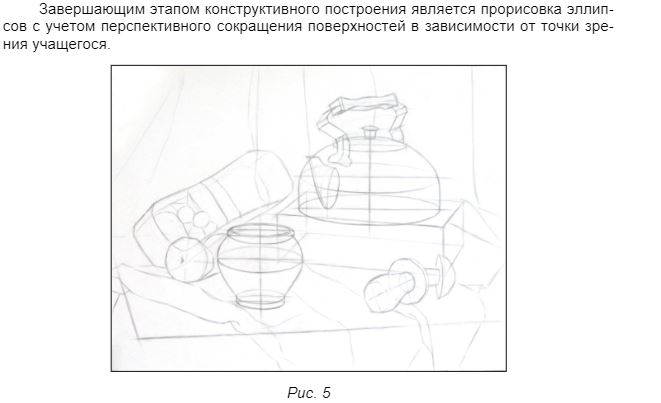 Завершающим этапом конструктивного построения является прорисовка эллип-
сов с учетом перспективного сокращения поверхностей в зависимости от точки зре-
ния учащегося.
Рис. 5